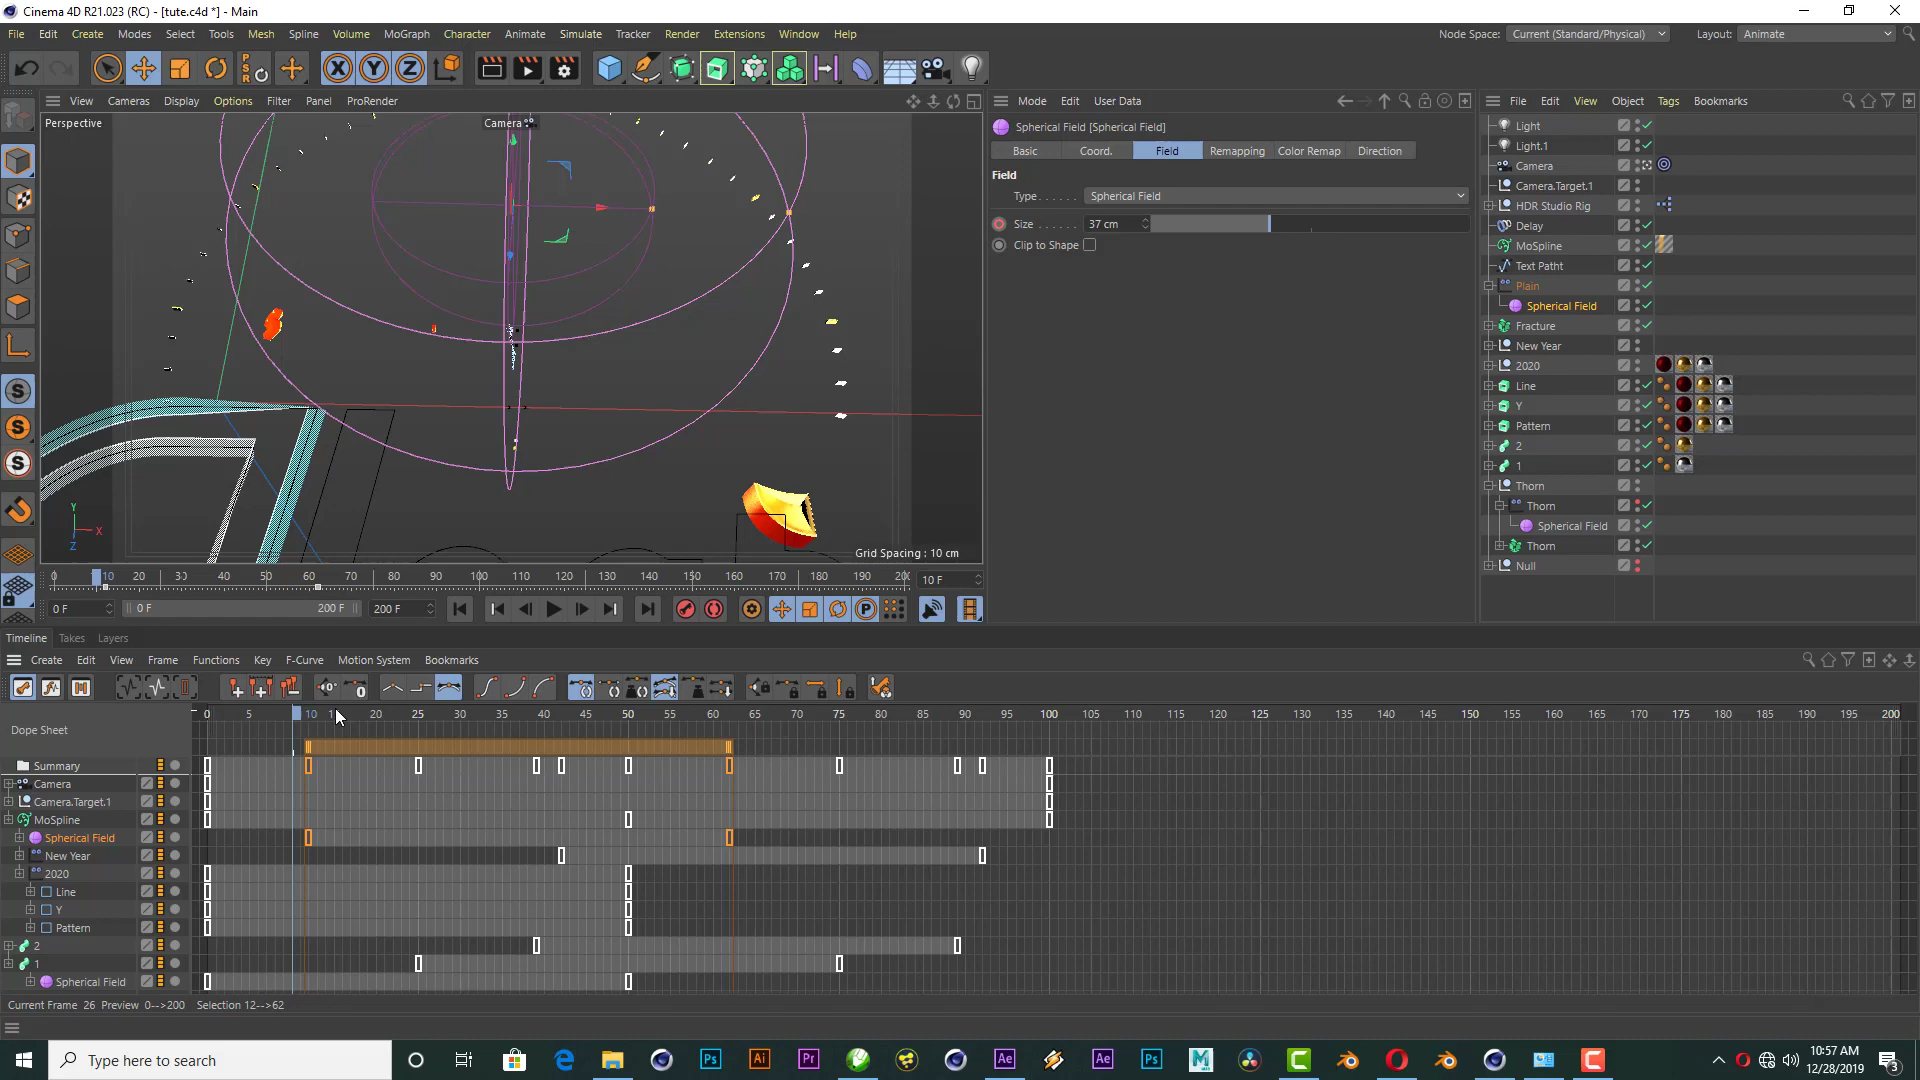 Cinema 4D R21.023 (RC) - [tute.c4d *] - Main
File Edit Create Modes Select Tools Mesh Spline Volume MoGraph Character Animate Simulate Tracker Render Extensions Window Help
Node Space: Current (Standard/Physical) Layout: Animate
View Cameras Display Options Filter Panel ProRender
Perspective
Camera
Grid Spacing : 10 cm
Mode Edit User Data
Spherical Field [Spherical Field]
Basic Coord. Field Remapping Color Remap Direction
Field
Type Spherical Field
Size 37 cm
Clip to Shape
File Edit View Object Tags Bookmarks
Light
Light.1
Camera
Camera.Target.1
HDR Studio Rig
Delay
MoSpline
Text Patht
Plain
Spherical Field
Fracture
New Year
2020
Line
Y
Pattern
2
1
Thorn
Thorn
Spherical Field
Thorn
Null
0 10 20 30 40 50 60 70 80 90 100 110 120 130 140 150 160 170 180 190 10 F
0 F 0 F 200 F 200 F
Timeline Takes Layers
Create Edit View Frame Functions Key F-Curve Motion System Bookmarks
0 5 10 20 25 30 35 40 45 50 55 60 65 70 75 80 85 90 95 100 105 110 115 120 125 130 135 140 145 150 155 160 165 170 175 180 185 190 195 200
Dope Sheet
Summary
Camera
Camera.Target.1
MoSpline
Spherical Field
New Year
2020
Line
Y
Pattern
2
1
Spherical Field
Current Frame 26 Preview 0-->200 Selection 12-->62
Type here to search
10:57 AM
12/28/2019